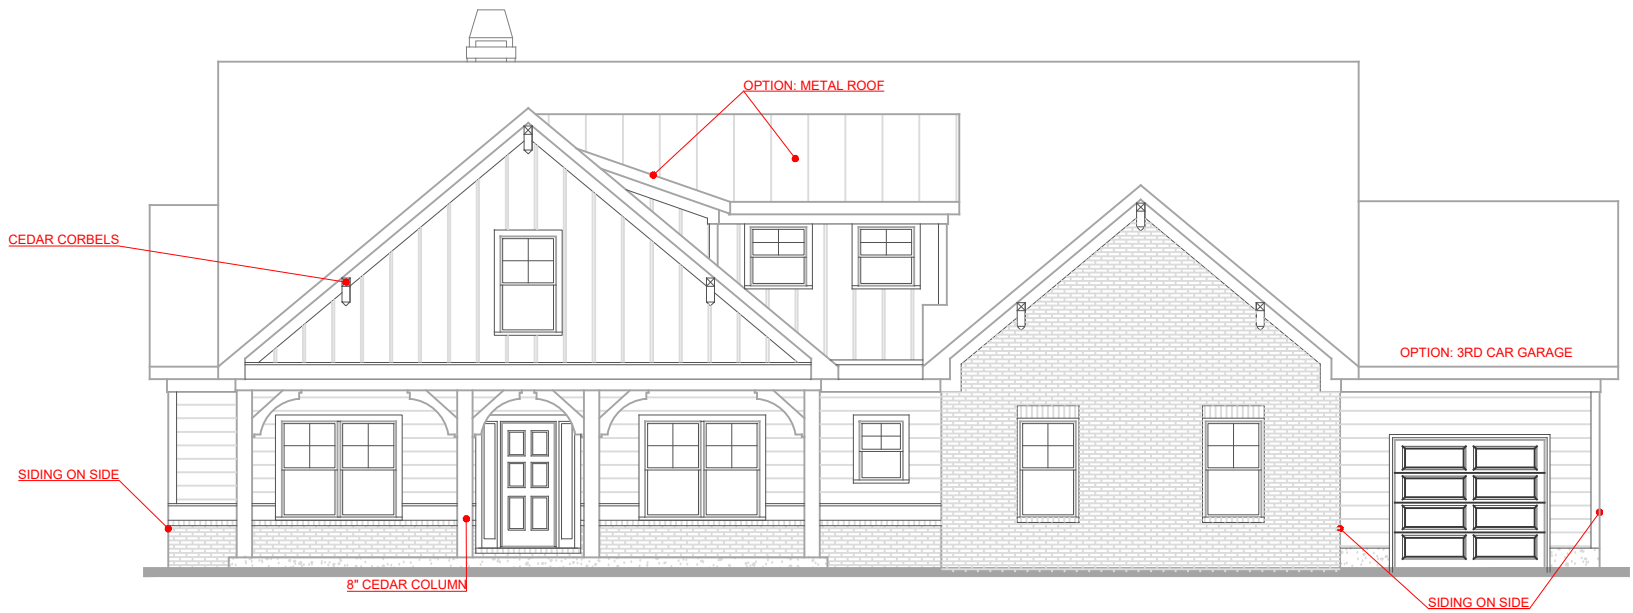 OPTION: METAL ROOF
CEDAR CORBELS
OPTION: 3RD CAR GARAGE
SIDING ON SIDE
8" CEDAR COLUMN
SIDING ON SIDE